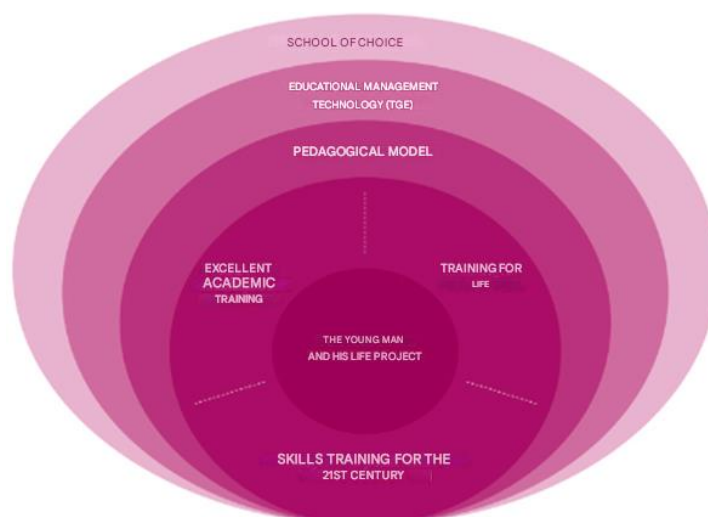 SCHOOL OF CHOICE
EDUCATIONAL MANAGEMENT
TECHNOLOGY (TGE)
PEDAGOGICAL MODEL
EXCELLENT
ACADEMIC
TRAINING
TRAINING FOR
LIFE
THE YOUNG MAN
AND HIS LIFE PROJECT
SKILLS TRAINING FOR THE
21ST CENTURY